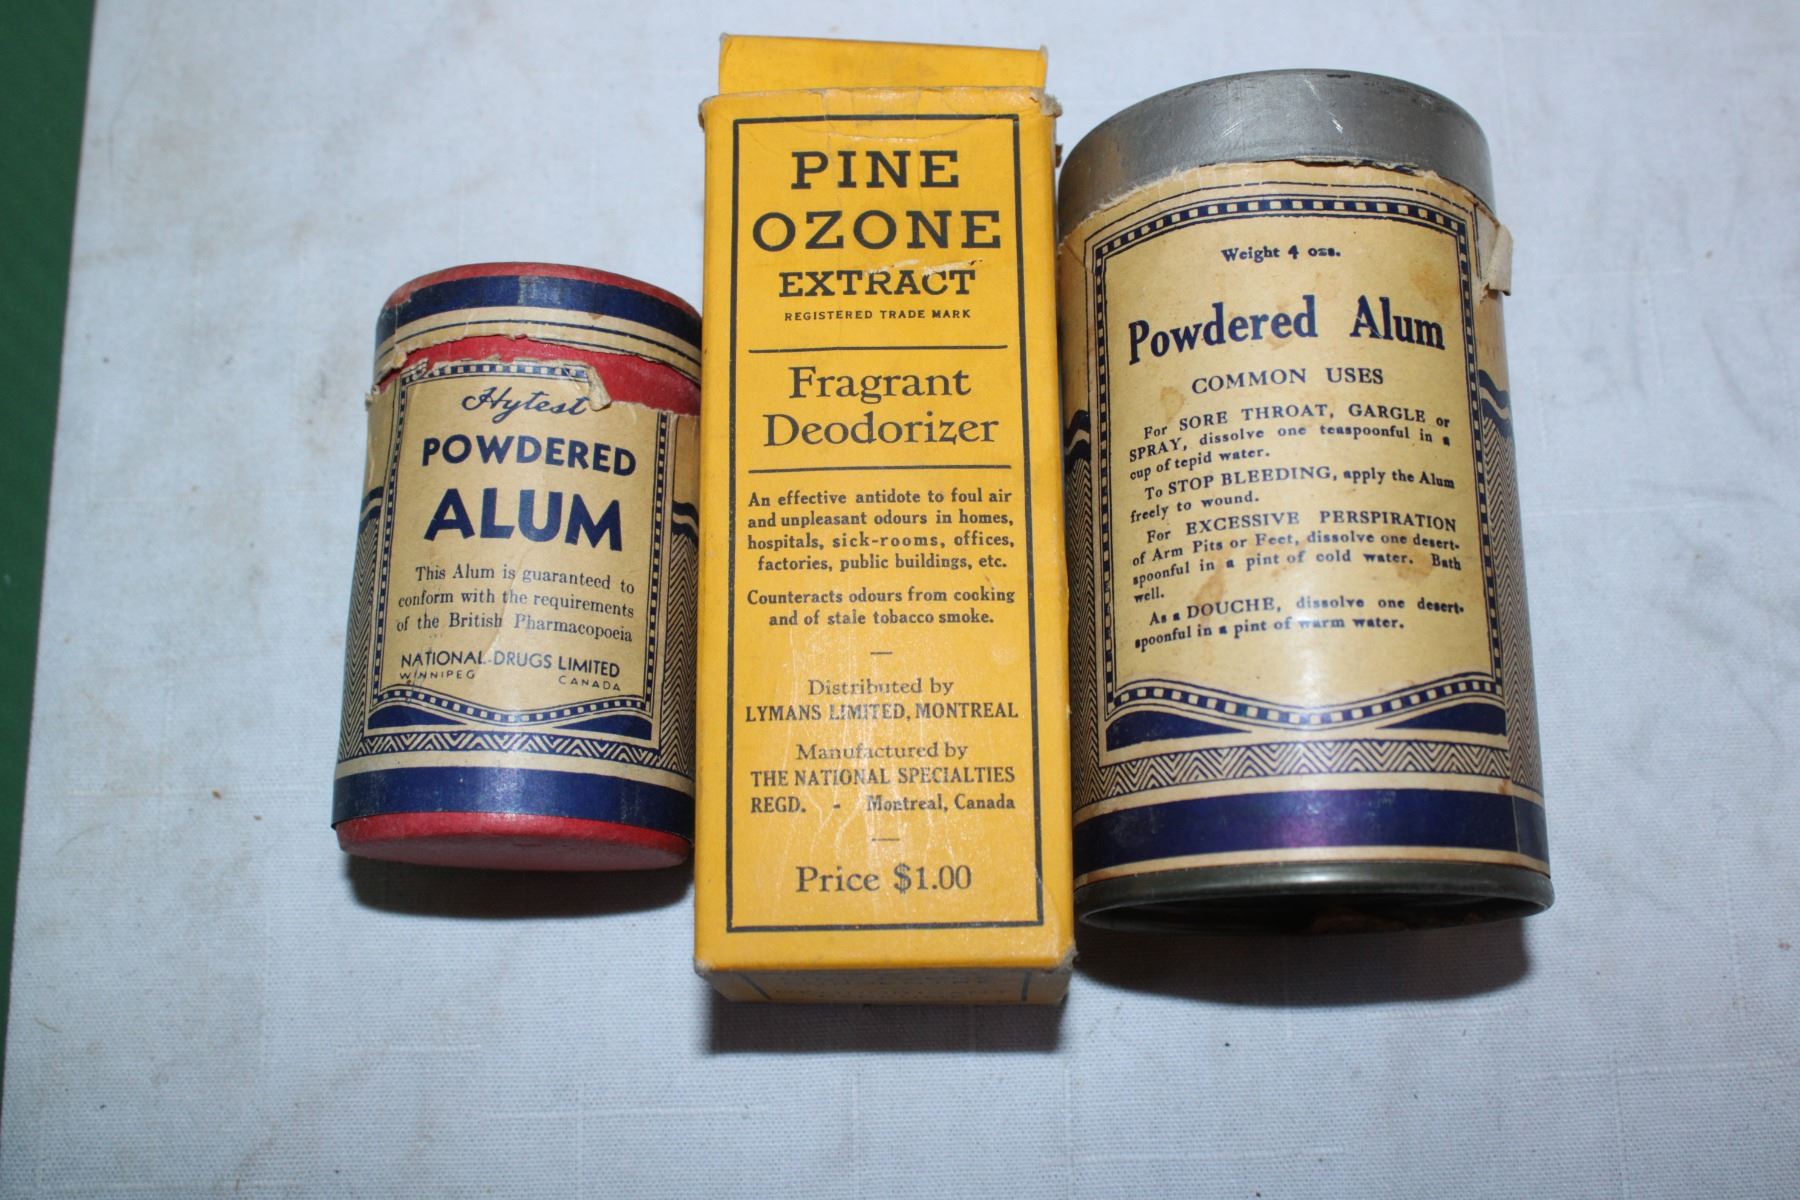 Hytest
POWDERED
ALUM
This Alum is guaranteed to
conform with the requirements
of the British Pharmacopoeia
NATIONAL DRUGS LIMITED
WINNIPEG CANADA
PINE
OZONE
EXTRACT
REGISTERED TRADE MARK
Fragrant
Deodorizer
An effective antidote to foul air
and unpleasant odours in homes,
hospitals, sick-rooms, offices,
factories, public buildings, etc.
Counteracts odours from cooking
and of stale tobacco smoke.
Distributed by
LYMANS LIMITED, MONTREAL
Manufactured by
THE NATIONAL SPECIALTIES
REGD. - Montreal, Canada
Price $1.00
Weight 4 ozs.
Powdered Alum
COMMON USES
For SORE THROAT, GARGLE or
SPRAY, dissolve one teaspoonful in a
cup of tepid water.
To STOP BLEEDING, apply the Alum
freely to wound.
For EXCESSIVE PERSPIRATION
of Arm Pits or Feet, dissolve one desert-
spoonful in a pint of cold water. Bath
well.
As a DOUCHE, dissolve one desert-
spoonful in a pint of warm water.